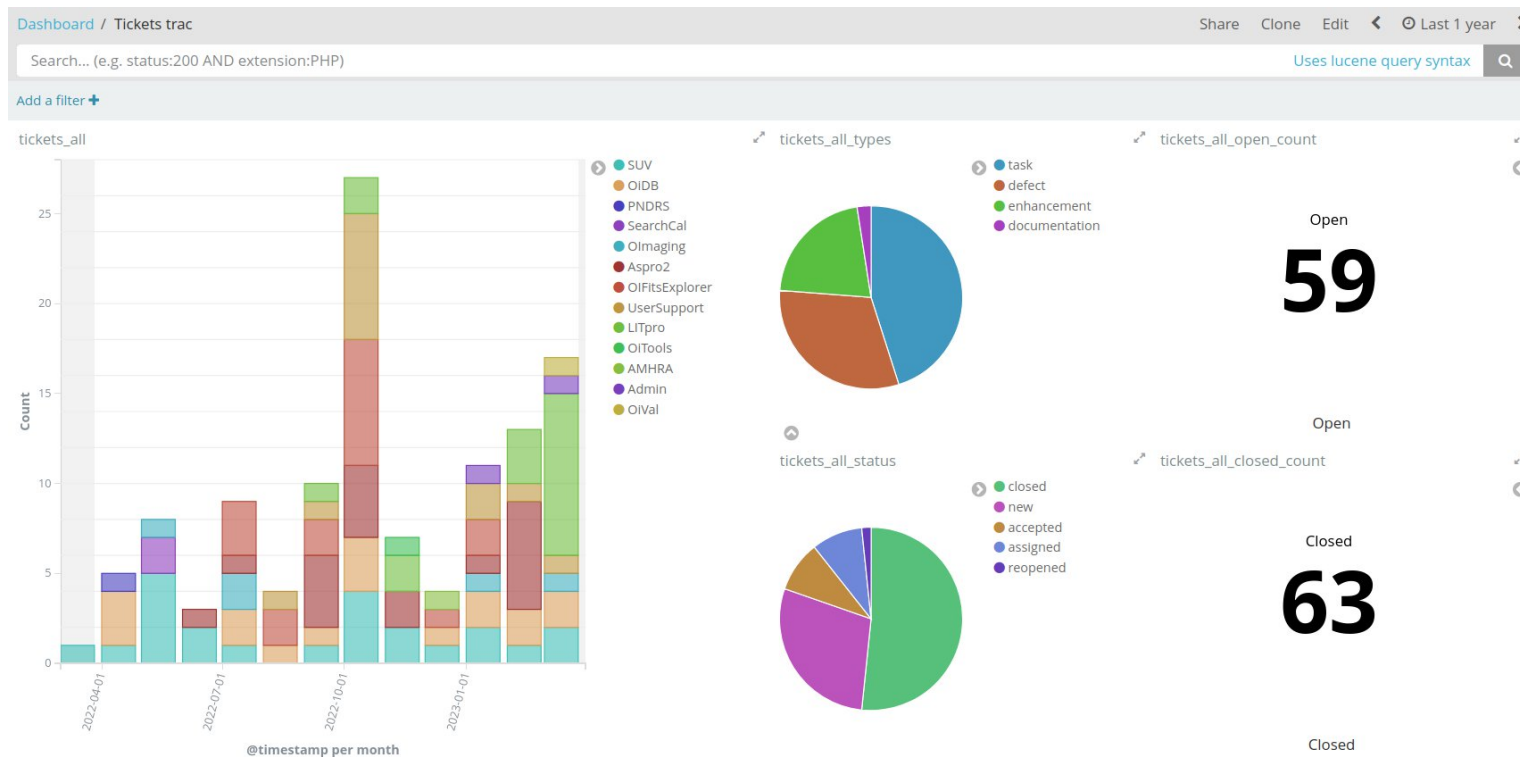 Dashboard / Tickets trac
Share Clone Edit Last 1 year
Search... (e.g. status:200 AND extension:PHP)
Uses lucene query syntax
Add a filter
tickets_all
Count
25
20
15
10
5
0
2022-04-01
2022-07-01
2022-10-01
2023-01-01
@timestamp per month
SUV
OiDB
PNDRS
SearchCal
OImaging
Aspro2
OIFitsExplorer
UserSupport
LITpro
OiTools
AMHRA
Admin
OiVal
tickets_all_types
task
defect
enhancement
documentation
tickets_all_open_count
Open
59
Open
tickets_all_status
closed
new
accepted
assigned
reopened
tickets_all_closed_count
Closed
63
Closed